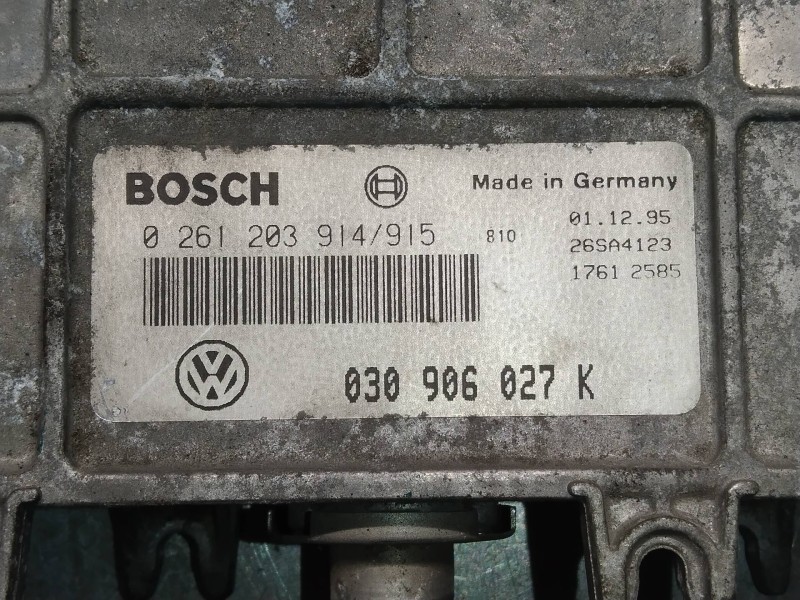 BOSCH
Made in Germany
0 261 203 914/915
810
01.12.95
26SA4123
1761 2585
VW
030 906 027 K